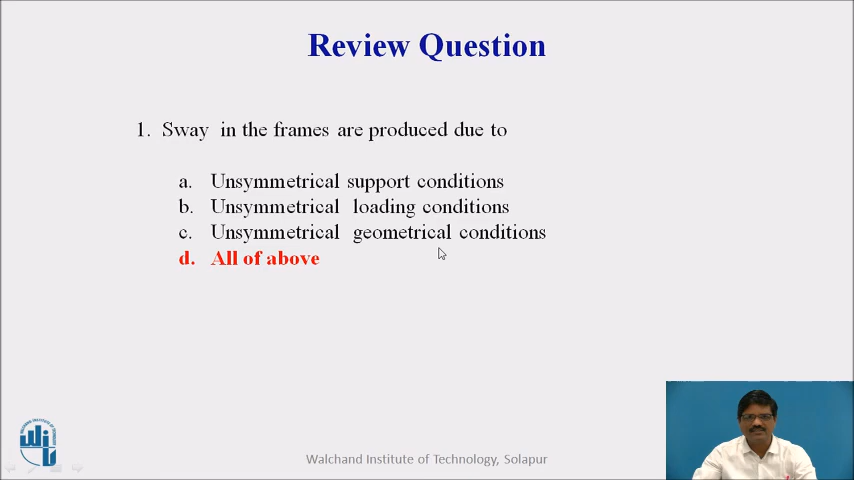 Review Question
1. Sway in the frames are produced due to
a. Unsymmetrical support conditions
b. Unsymmetrical loading conditions
c. Unsymmetrical geometrical conditions
d. All of above
Walchand Institute of Technology, Solapur